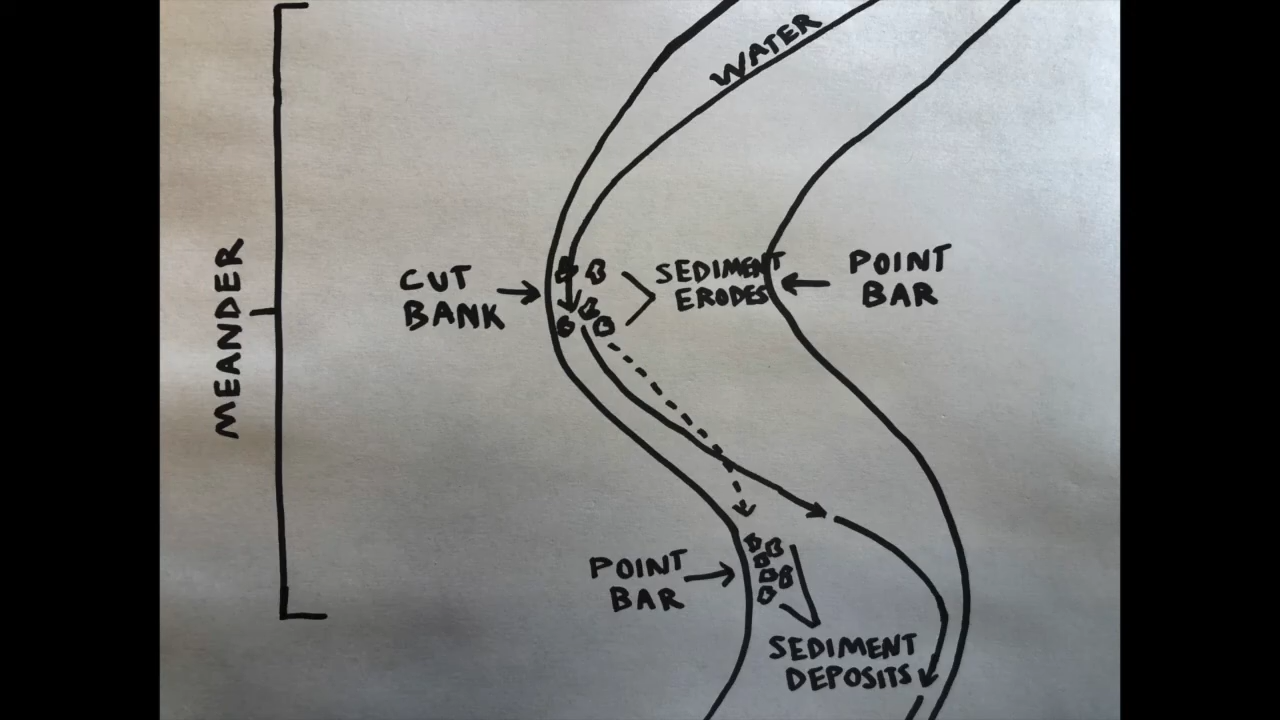 WATER
MEANDER
CUT
BANK
SEDIMENT
ERODES
POINT
BAR
POINT
BAR
SEDIMENT
DEPOSITS